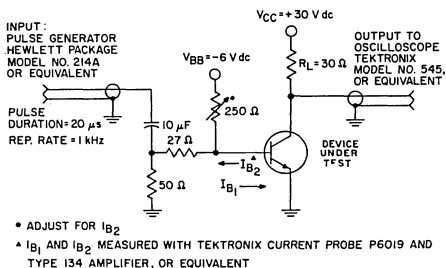 INPUT:
PULSE GENERATOR
HEWLETT PACKAGE
MODEL NO. 214A
OR EQUIVALENT
PULSE
DURATION=20 μs
REP. RATE=1 kHz
VBB=-6 V dc
250 Ω
10 μF
27 Ω
50 Ω
IB2▲
IB1
VCC=+30 V dc
RL=30 Ω
OUTPUT TO
OSCILLOSCOPE
TEKTRONIX
MODEL NO. 545,
OR EQUIVALENT
DEVICE
UNDER
TEST
• ADJUST FOR IB2
▲ IB1 AND IB2 MEASURED WITH TEKTRONIX CURRENT PROBE P6019 AND
TYPE 134 AMPLIFIER, OR EQUIVALENT